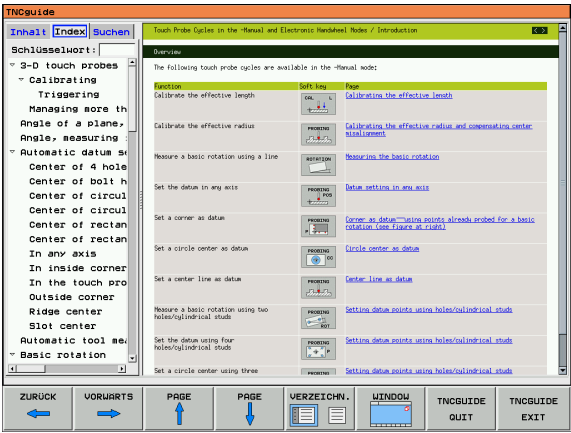 TNCguide
Inhalt Index Suchen
Schlüsselwort:
3-D touch probes
Calibrating
Triggering
Managing more th
Angle of a plane,
Angle, measuring
Automatic datum se
Center of 4 hole
Center of bolt h
Center of circul
Center of circul
Center of rectan
Center of rectan
In any axis
In inside corner
In the touch pro
Outside corner
Ridge center
Slot center
Automatic tool mea
Basic rotation
Touch Probe Cycles in the -Manual and Electronic Handwheel Modes / Introduction
Overview
The following touch probe cycles are available in the -Manual mode:
Function Soft key Page
Calibrate the effective length CAL L Calibrating the effective length
Calibrate the effective radius PROBING Calibrating the effective radius and compensating center
misalignment
Measure a basic rotation using a line ROTATION Measuring the basic rotation
Set the datum in any axis PROBING POS Datum setting in any axis
Set a corner as datum PROBING P Corner as datum—using points already probed for a basic
rotation (see figure at right)
Set a circle center as datum PROBING CC Circle center as datum
Set a center line as datum PROBING Center line as datum
Measure a basic rotation using two
holes/cylindrical studs PROBING ROT Setting datum points using holes/cylindrical studs
Set the datum using four
holes/cylindrical studs PROBING P Setting datum points using holes/cylindrical studs
Set a circle center using three PROBING Setting datum points using holes/cylindrical studs
ZURÜCK VORWÄRTS PAGE PAGE VERZEICHN. WINDOW TNCGUIDE TNCGUIDE
QUIT EXIT